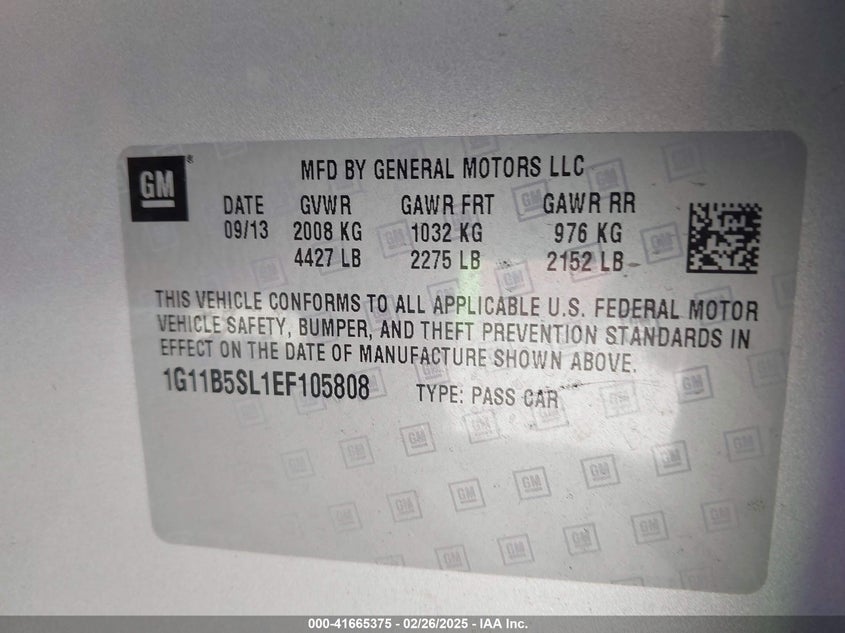 GM
MFD BY GENERAL MOTORS LLC
DATE GVWR GAWR FRT GAWR RR
09/13 2008 KG 1032 KG 976 KG
4427 LB 2275 LB 2152 LB
THIS VEHICLE CONFORMS TO ALL APPLICABLE U.S. FEDERAL MOTOR
VEHICLE SAFETY, BUMPER, AND THEFT PREVENTION STANDARDS IN
EFFECT ON THE DATE OF MANUFACTURE SHOWN ABOVE.
1G11B5SL1EF105808 TYPE: PASS CAR
000-41665375 - 02/26/2025 - IAA Inc.